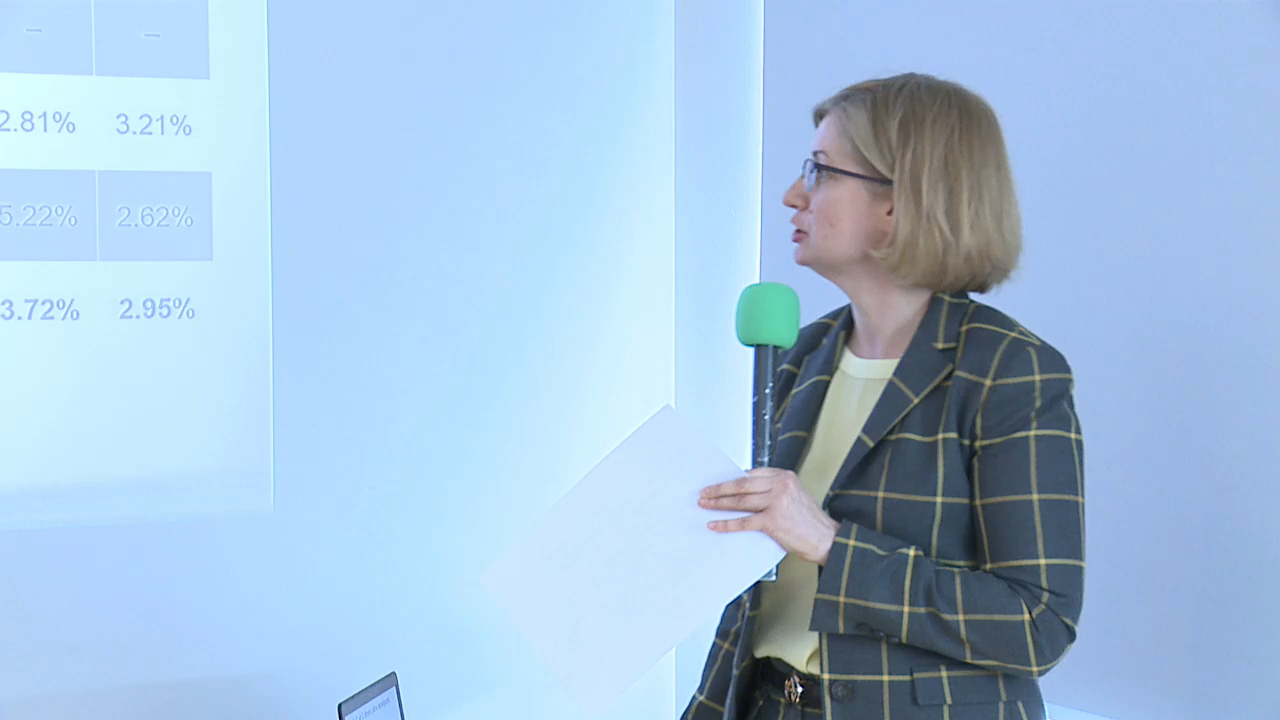 – –
2.81% 3.21%
5.22% 2.62%
3.72% 2.95%